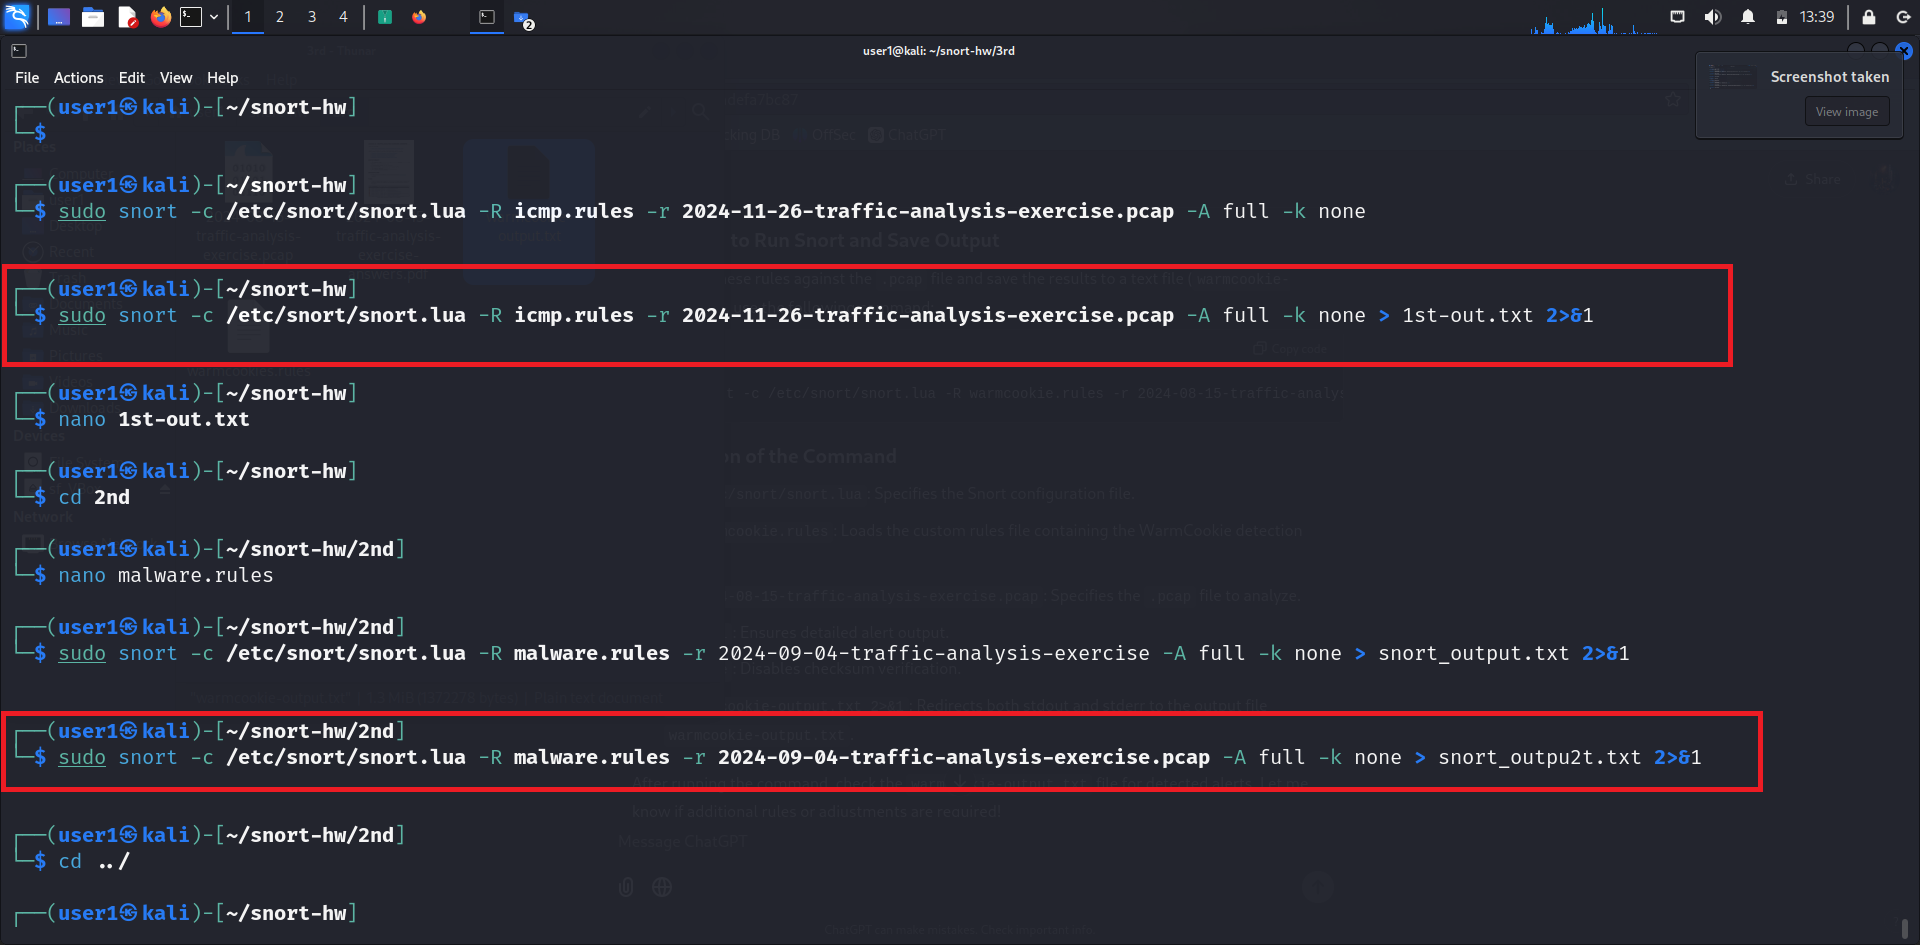 1 2 3 4 2 13:39
user1@kali: ~/snort-hw/3rd
File Actions Edit View Help
Screenshot taken
View image
┌──(user1㉿kali)-[~/snort-hw]
└─$
┌──(user1㉿kali)-[~/snort-hw]
└─$ sudo snort -c /etc/snort/snort.lua -R icmp.rules -r 2024-11-26-traffic-analysis-exercise.pcap -A full -k none
┌──(user1㉿kali)-[~/snort-hw]
└─$ sudo snort -c /etc/snort/snort.lua -R icmp.rules -r 2024-11-26-traffic-analysis-exercise.pcap -A full -k none > 1st-out.txt 2>&1
┌──(user1㉿kali)-[~/snort-hw]
└─$ nano 1st-out.txt
┌──(user1㉿kali)-[~/snort-hw]
└─$ cd 2nd
┌──(user1㉿kali)-[~/snort-hw/2nd]
└─$ nano malware.rules
┌──(user1㉿kali)-[~/snort-hw/2nd]
└─$ sudo snort -c /etc/snort/snort.lua -R malware.rules -r 2024-09-04-traffic-analysis-exercise -A full -k none > snort_output.txt 2>&1
┌──(user1㉿kali)-[~/snort-hw/2nd]
└─$ sudo snort -c /etc/snort/snort.lua -R malware.rules -r 2024-09-04-traffic-analysis-exercise.pcap -A full -k none > snort_outpu2t.txt 2>&1
┌──(user1㉿kali)-[~/snort-hw/2nd]
└─$ cd ../
┌──(user1㉿kali)-[~/snort-hw]